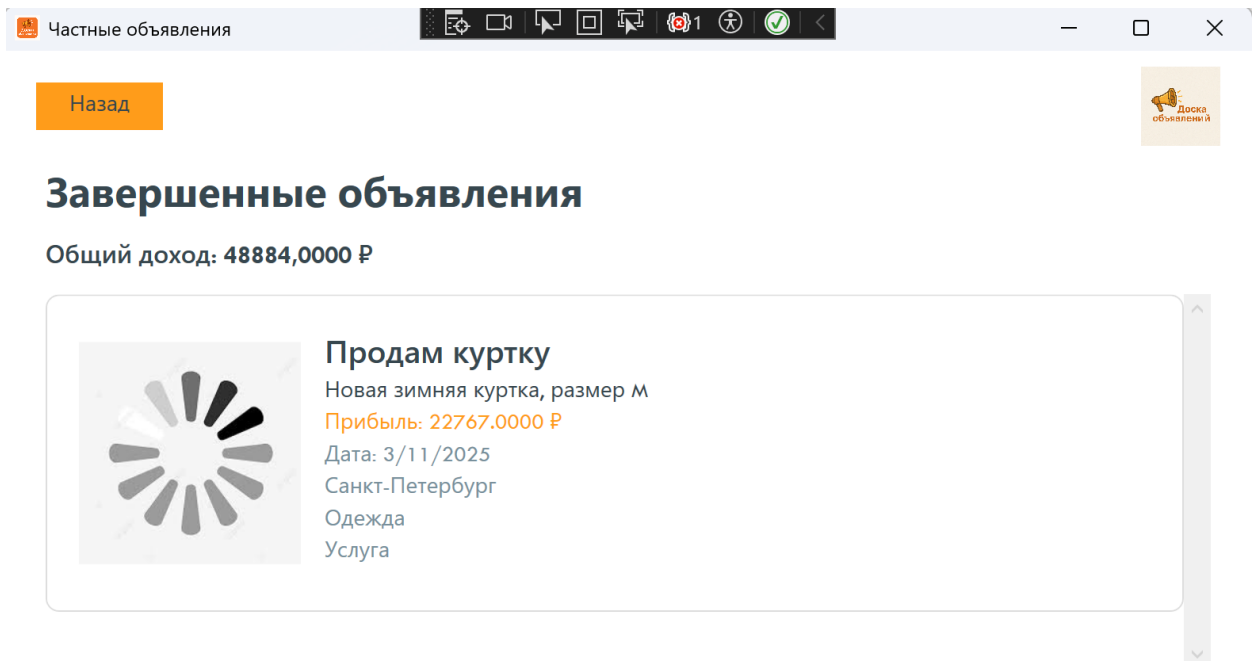 Частные объявления
1
Назад
Доска
объявлений
Завершенные объявления
Общий доход: 48884,0000 ₽
Продам куртку
Новая зимняя куртка, размер M
Прибыль: 22767.0000 ₽
Дата: 3/11/2025
Санкт-Петербург
Одежда
Услуга